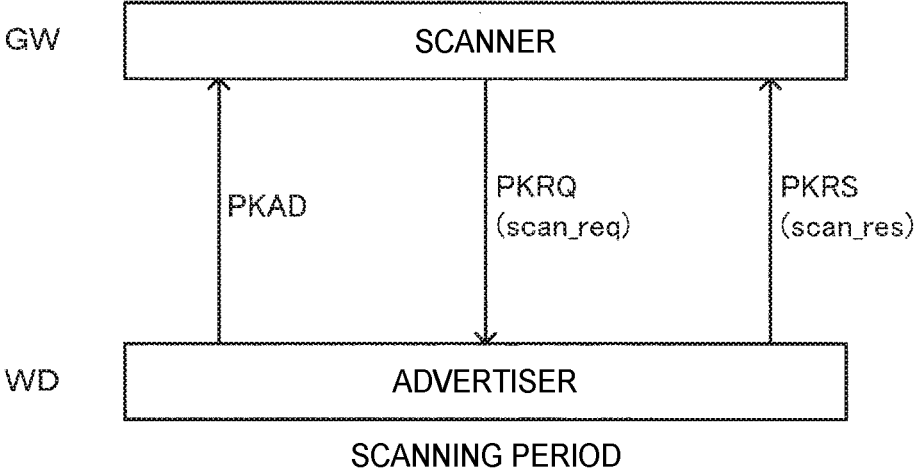 GW
SCANNER
PKAD
PKRQ
(scan_req)
PKRS
(scan_res)
WD
ADVERTISER
SCANNING PERIOD